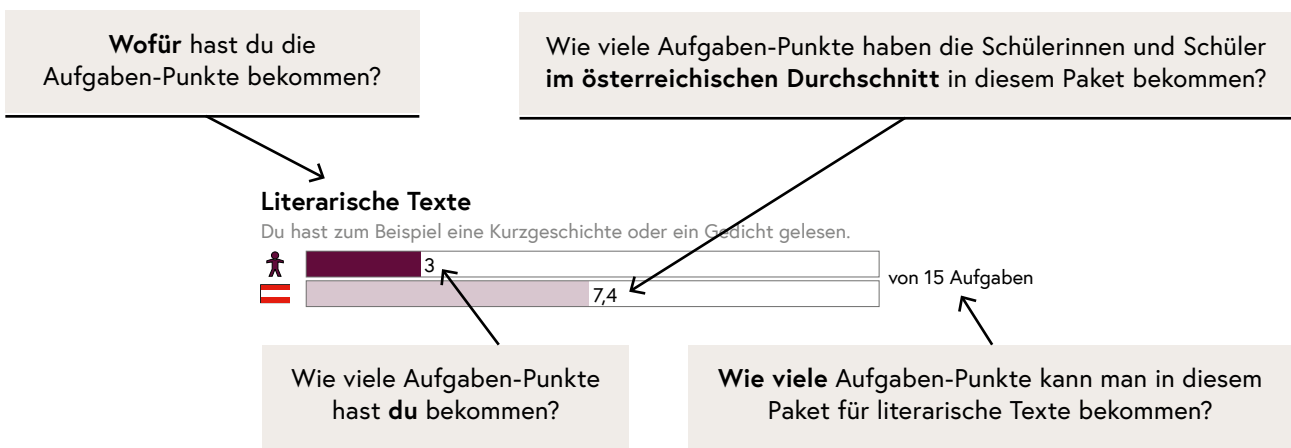 Wofür hast du die
Aufgaben-Punkte bekommen?
Wie viele Aufgaben-Punkte haben die Schülerinnen und Schüler
im österreichischen Durchschnitt in diesem Paket bekommen?
Literarische Texte
Du hast zum Beispiel eine Kurzgeschichte oder ein Gedicht gelesen.
3
7,4
von 15 Aufgaben
Wie viele Aufgaben-Punkte
hast du bekommen?
Wie viele Aufgaben-Punkte kann man in diesem
Paket für literarische Texte bekommen?